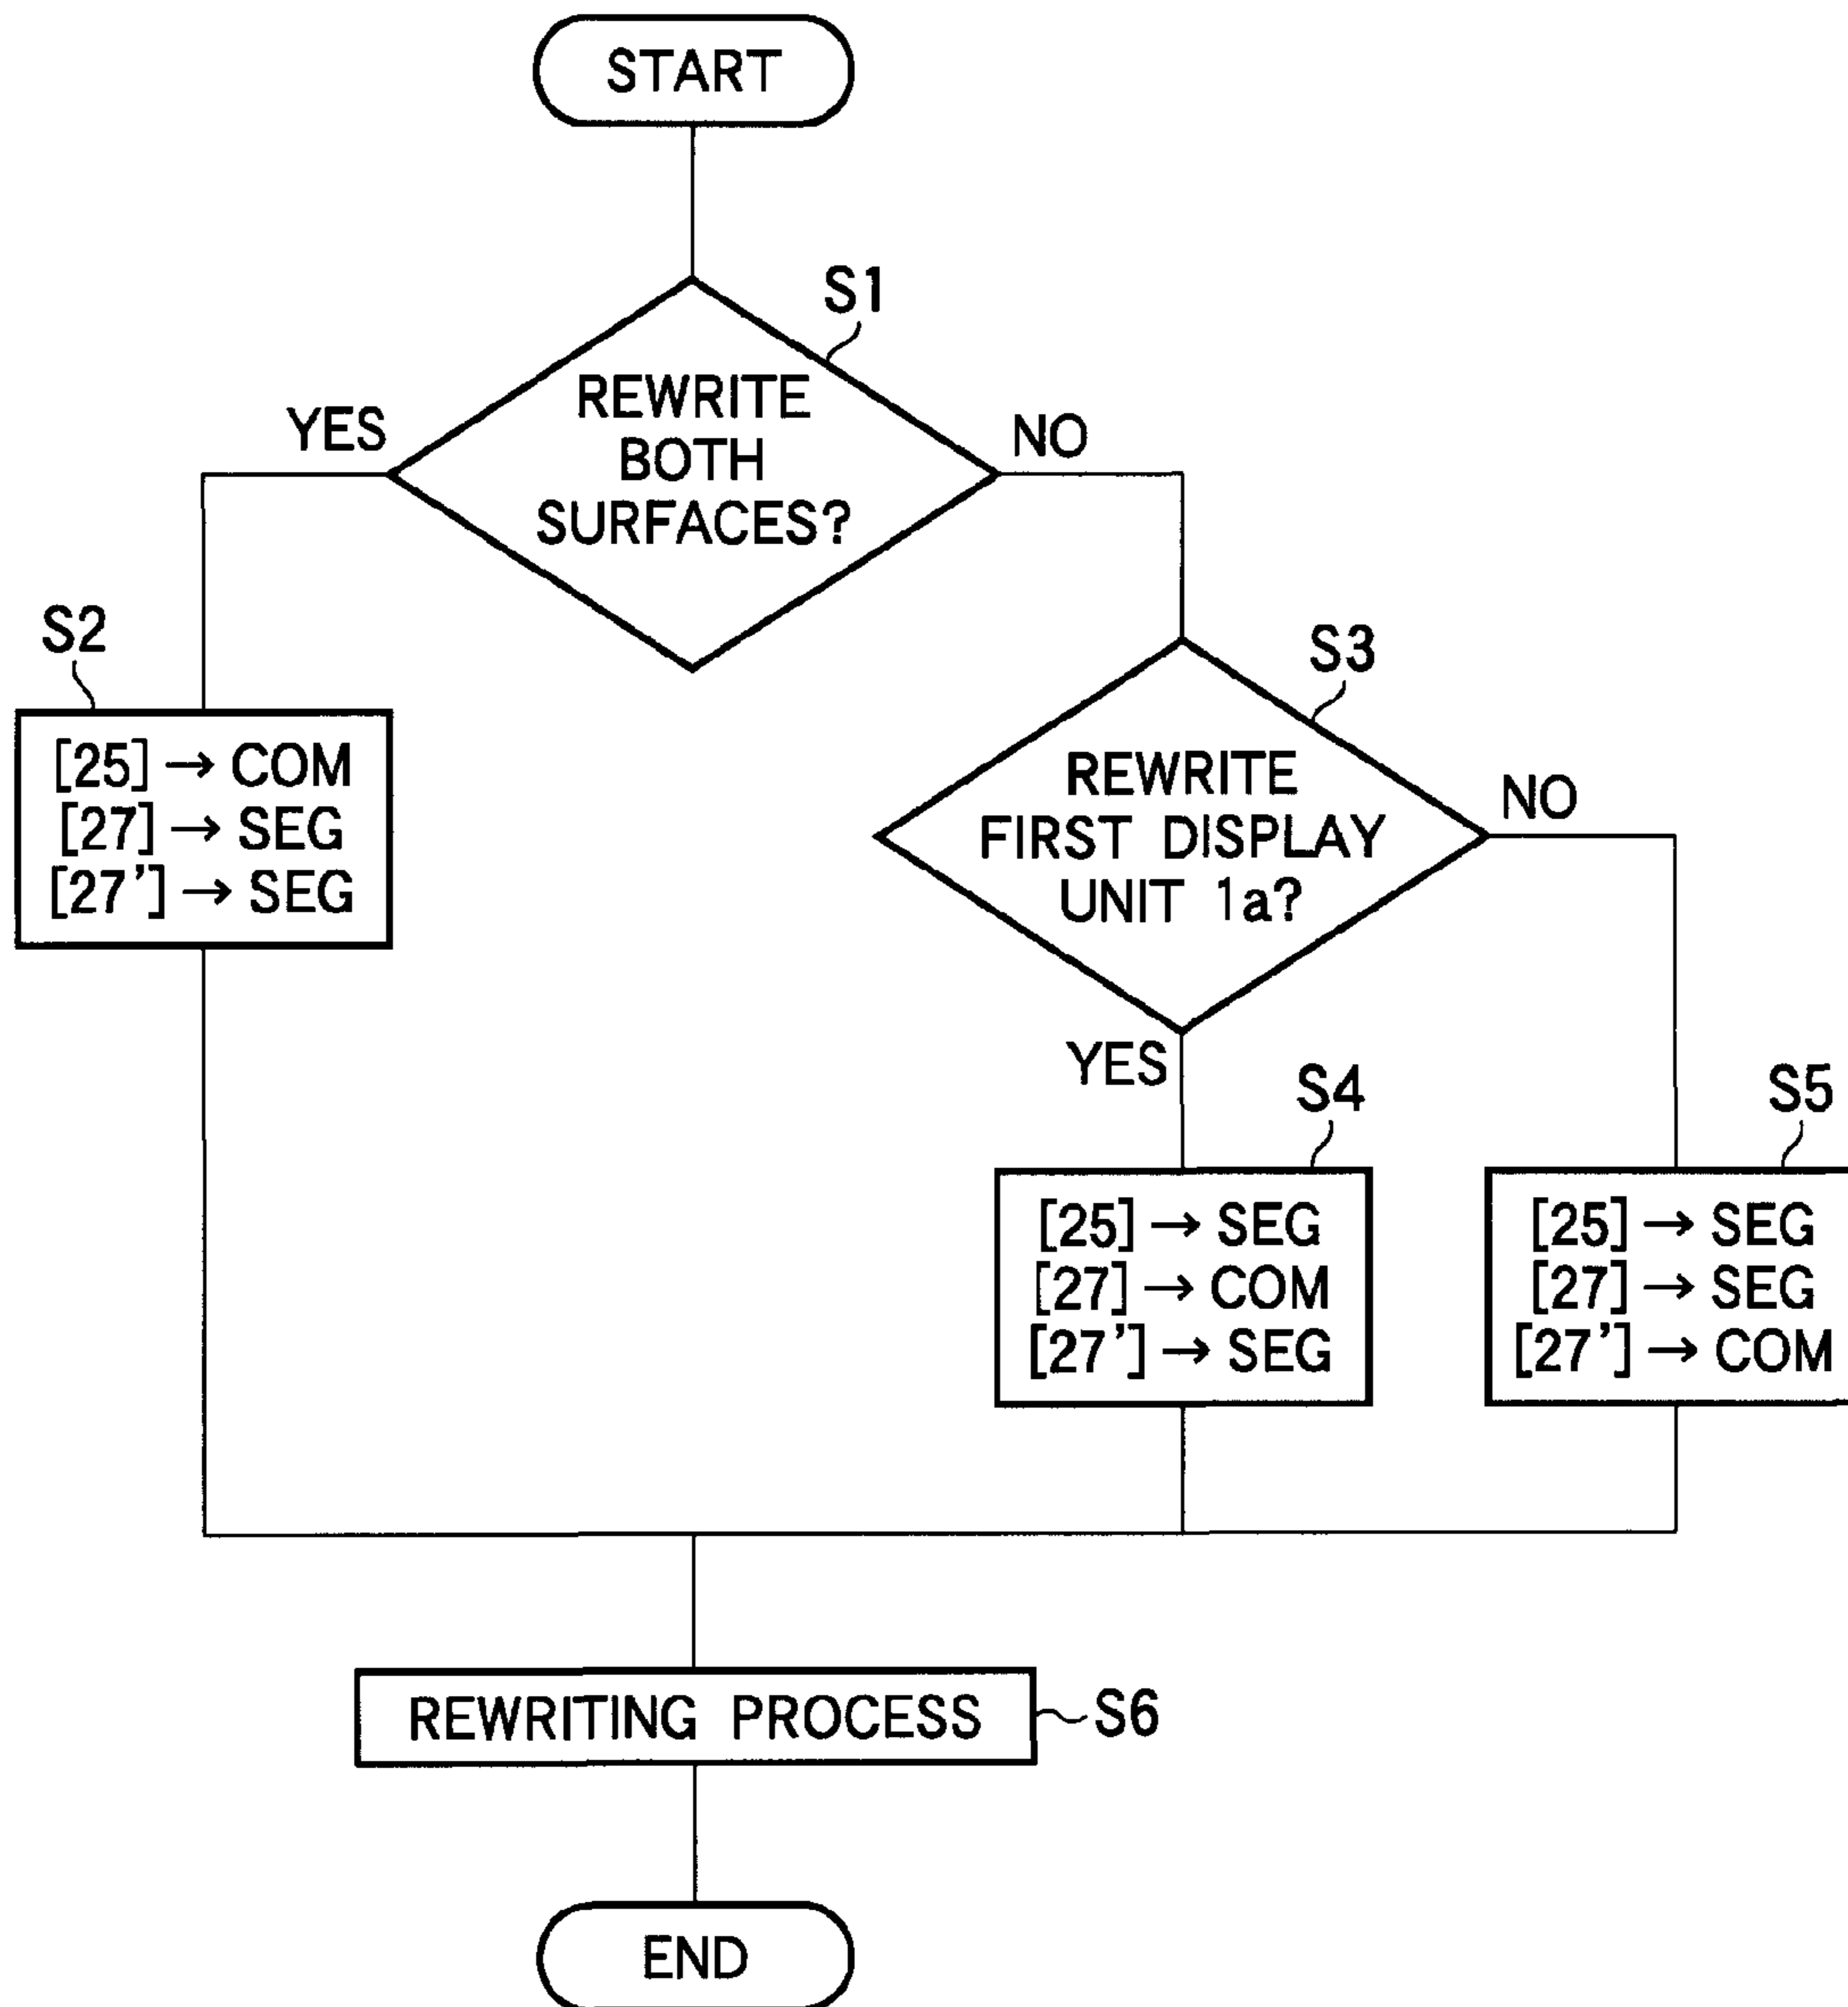 START
S1
REWRITE
BOTH
SURFACES?
YES
NO
S2
[25] → COM
[27] → SEG
[27'] → SEG
S3
REWRITE
FIRST DISPLAY
UNIT 1a?
NO
YES
S4
[25] → SEG
[27] → COM
[27'] → SEG
S5
[25] → SEG
[27] → SEG
[27'] → COM
REWRITING PROCESS
S6
END